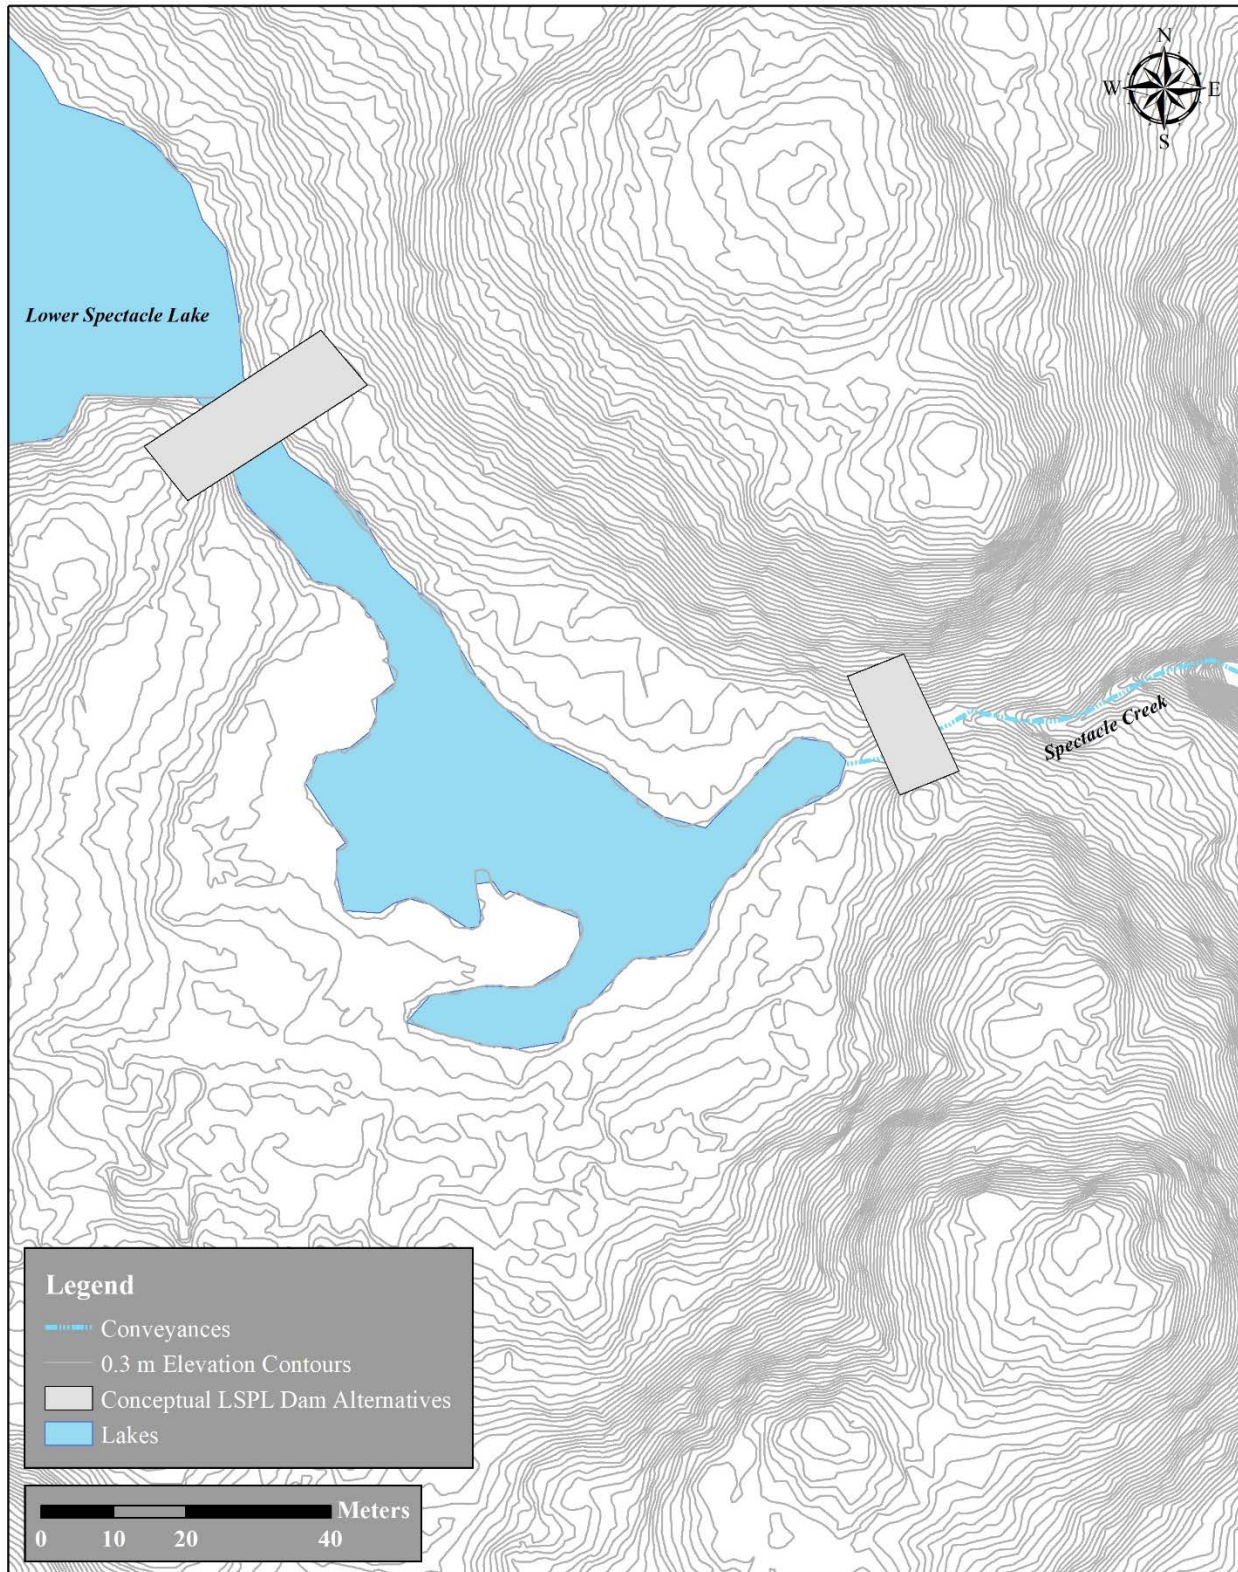 N
W E
S
Lower Spectacle Lake
Spectacle Creek
Legend
Conveyances
0.3 m Elevation Contours
Conceptual LSPL Dam Alternatives
Lakes
Meters
0 10 20 40